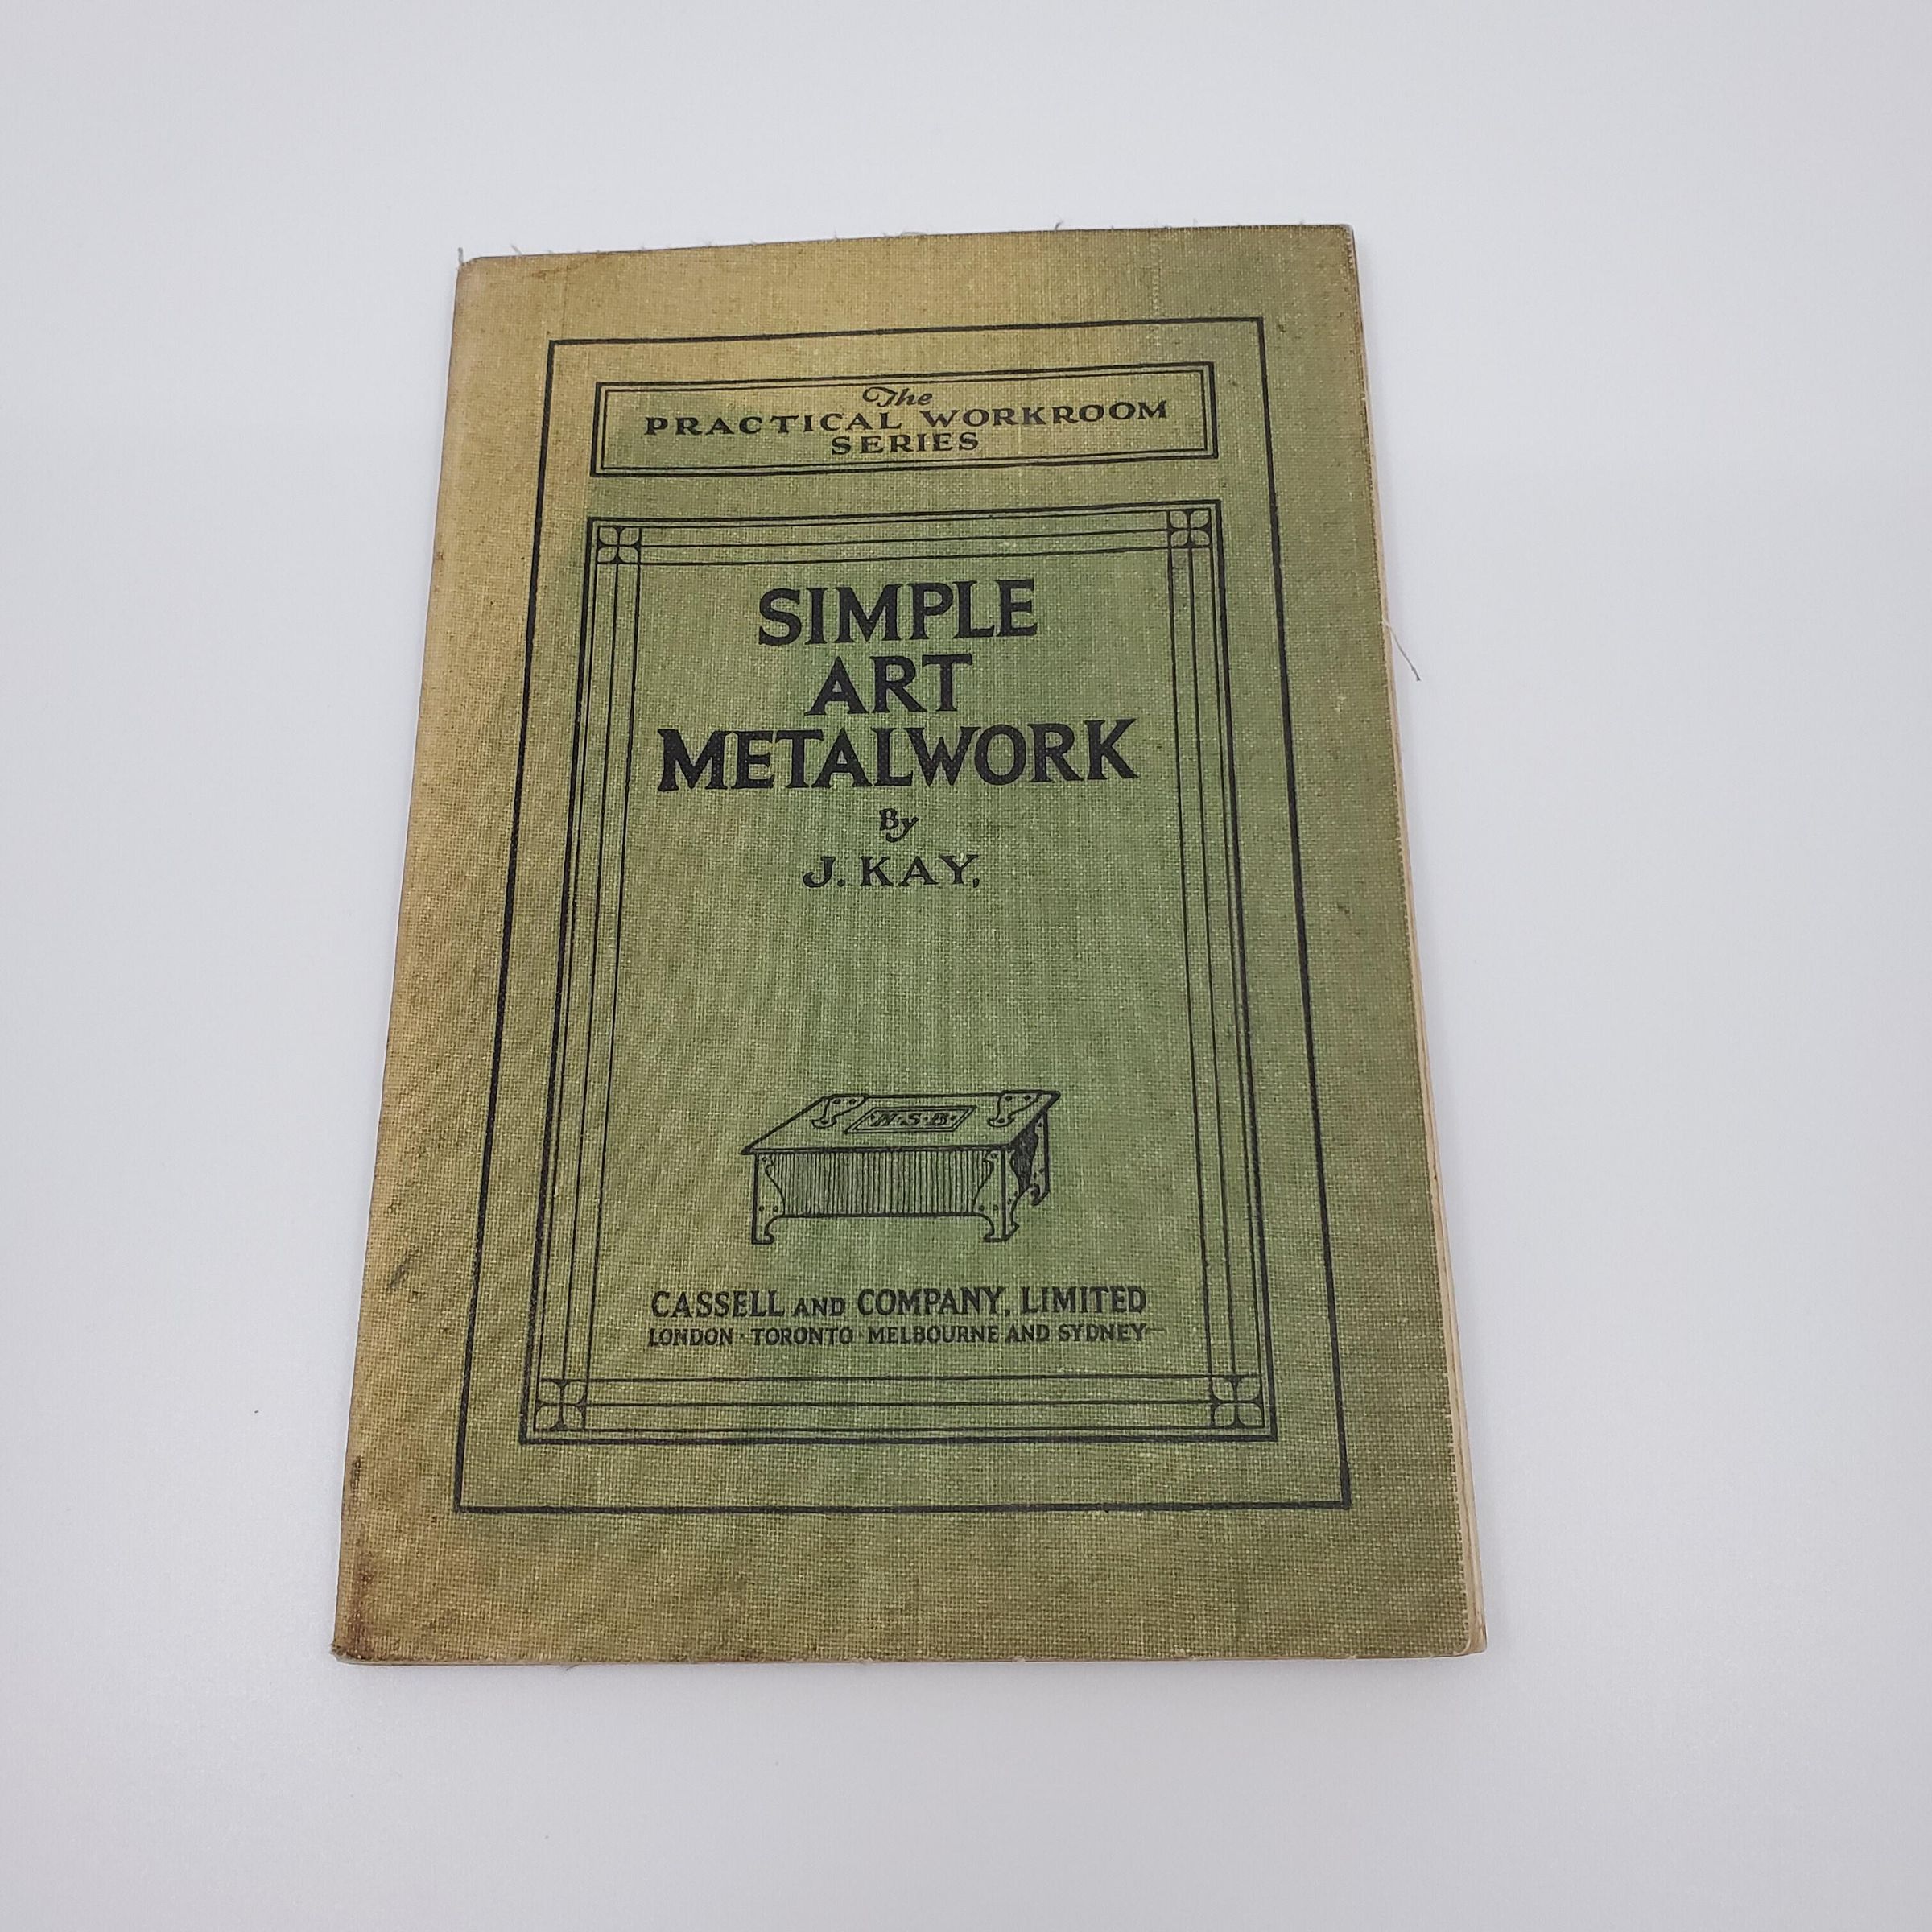 The
PRACTICAL WORKROOM
SERIES
SIMPLE
ART
METALWORK
By
J. KAY.
N·S·B·
CASSELL AND COMPANY, LIMITED
LONDON · TORONTO · MELBOURNE AND SYDNEY